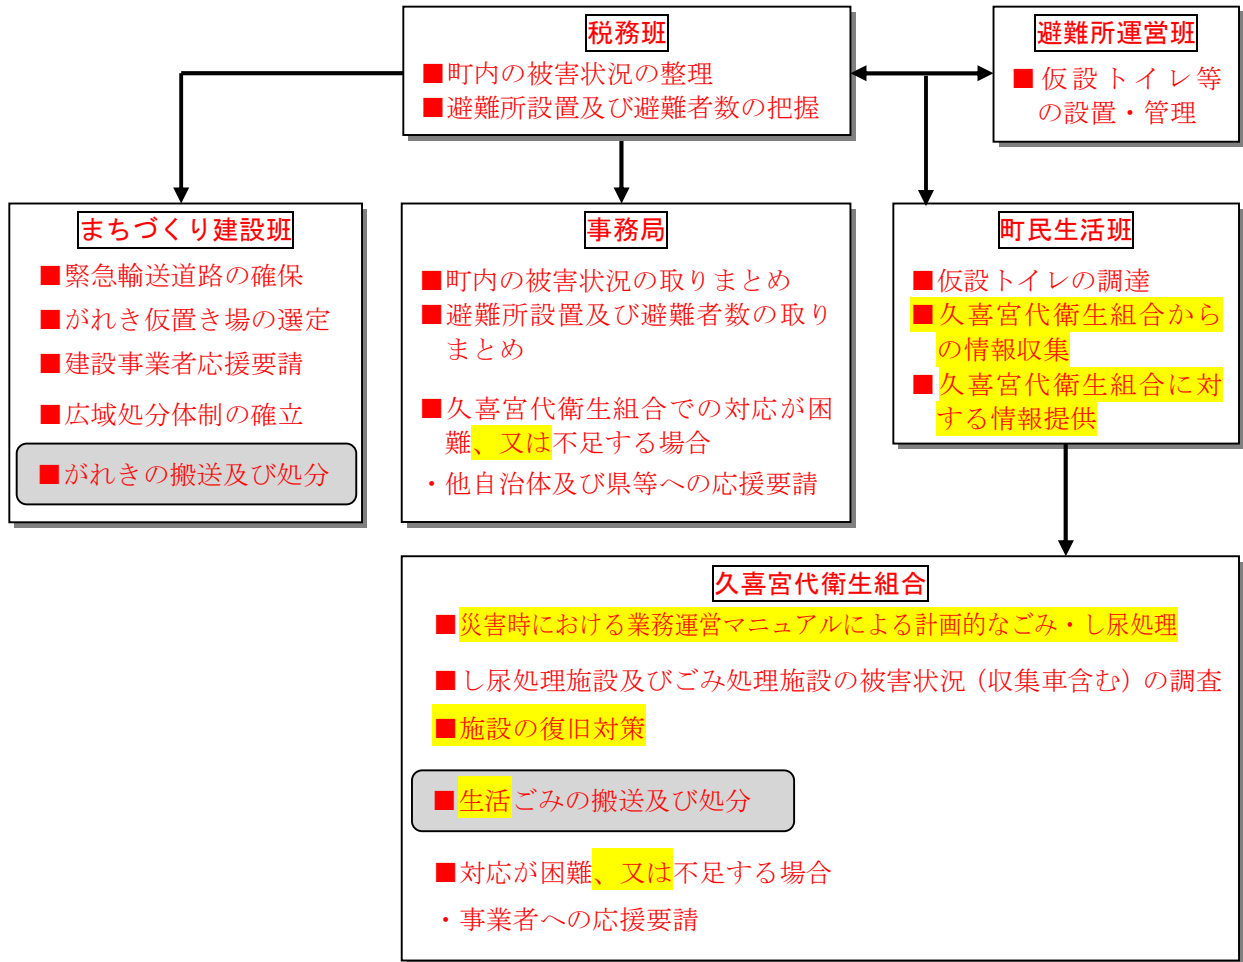 税務班
■町内の被害状況の整理
■避難所設置及び避難者数の把握
避難所運営班
■仮設トイレ等
の設置・管理
まちづくり建設班
■緊急輸送道路の確保
■がれき仮置き場の選定
■建設事業者応援要請
■広域処分体制の確立
■がれきの搬送及び処分
事務局
■町内の被害状況の取りまとめ
■避難所設置及び避難者数の取り
まとめ
■久喜宮代衛生組合での対応が困
難、又は不足する場合
・他自治体及び県等への応援要請
町民生活班
■仮設トイレの調達
■久喜宮代衛生組合から
の情報収集
■久喜宮代衛生組合に対
する情報提供
久喜宮代衛生組合
■災害時における業務運営マニュアルによる計画的なごみ・し尿処理
■し尿処理施設及びごみ処理施設の被害状況（収集車含む）の調査
■施設の復旧対策
■生活ごみの搬送及び処分
■対応が困難、又は不足する場合
・事業者への応援要請